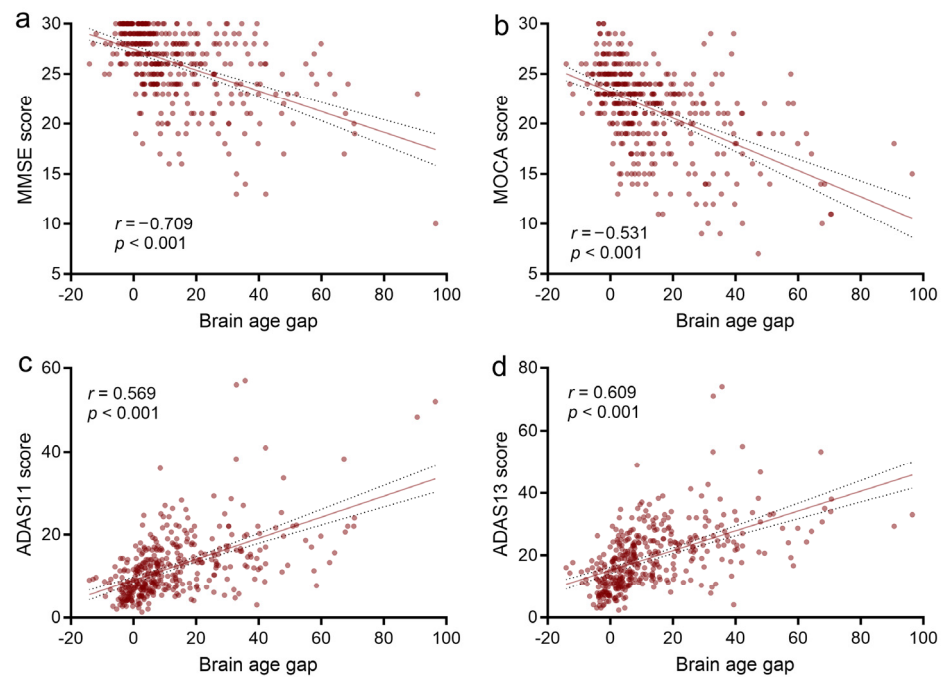 a
30
25
20
15
10
5
MMSE score
r = −0.709
p < 0.001
-20 0 20 40 60 80 100
Brain age gap
b
30
25
20
15
10
5
MOCA score
r = −0.531
p < 0.001
-20 0 20 40 60 80 100
Brain age gap
c
60
40
20
0
ADAS11 score
r = 0.569
p < 0.001
-20 0 20 40 60 80 100
Brain age gap
d
80
60
40
20
0
ADAS13 score
r = 0.609
p < 0.001
-20 0 20 40 60 80 100
Brain age gap